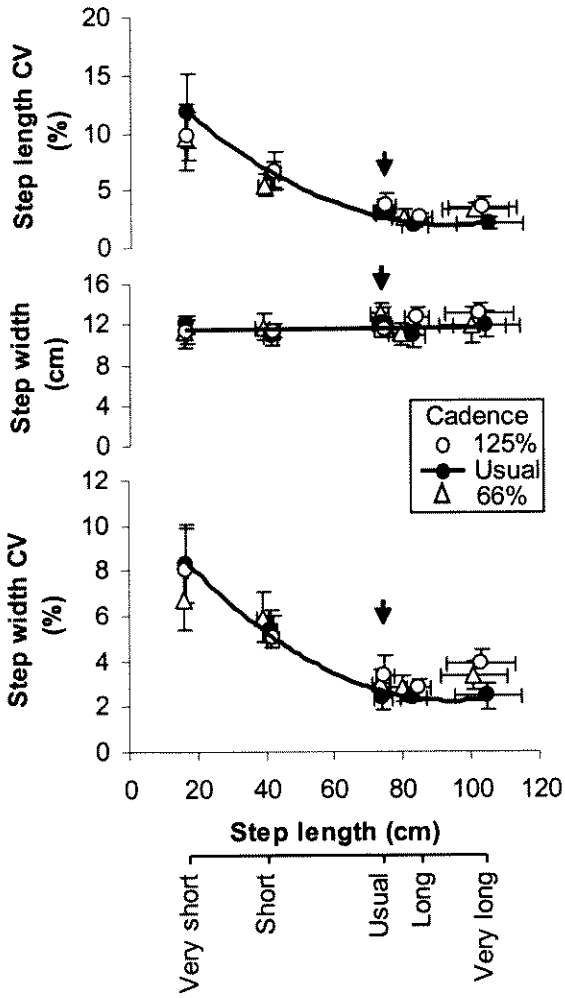 20
15
10
5
0
Step length CV
(%)
16
12
8
4
0
Step width
(cm)
Cadence
125%
Usual
66%
12
10
8
6
4
2
0
Step width CV
(%)
0 20 40 60 80 100 120
Step length (cm)
Very short
Short
Usual
Long
Very long